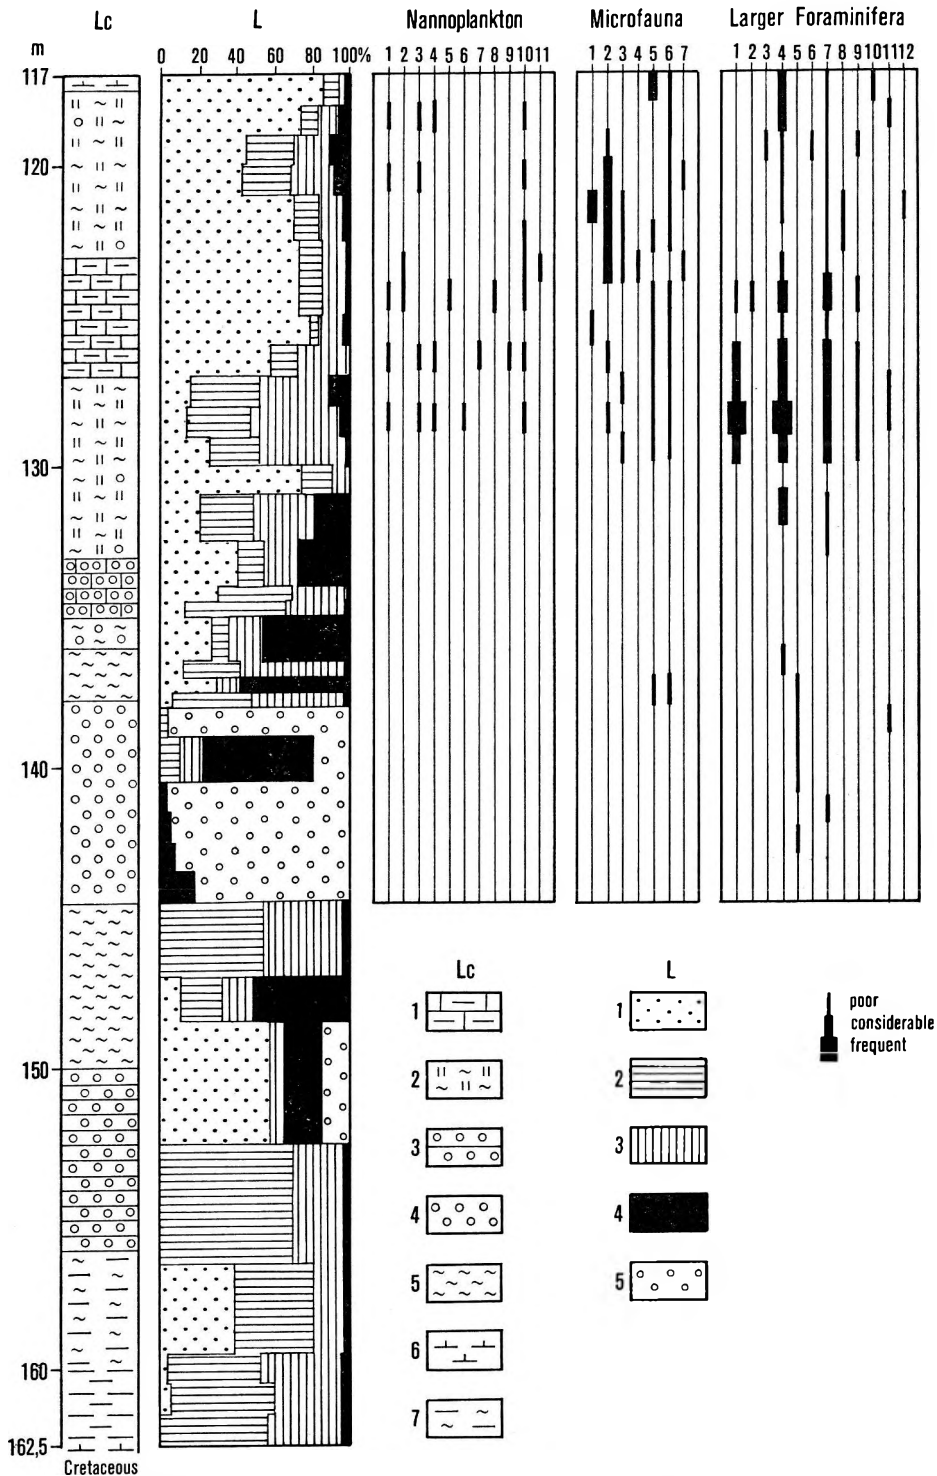 Lc L Nannoplankton Microfauna Larger Foraminifera
m 0 20 40 60 80 100% 1 2 3 4 5 6 7 8 9 10 11 1 2 3 4 5 6 7 1 2 3 4 5 6 7 8 9 10 11 12
117
120
130
140
150
160
162,5
Cretaceous
Lc L
1 1
2 2
3 3
4 4
5 5
6
7
poor
considerable
frequent